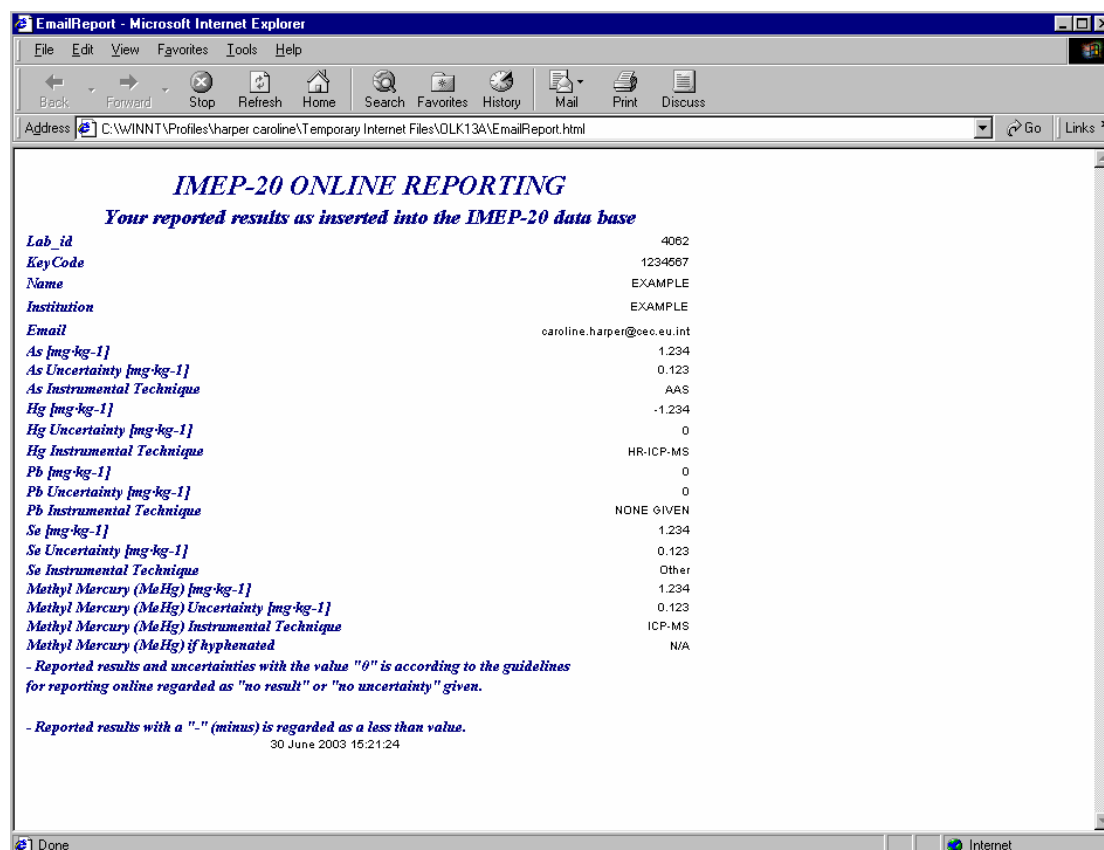 EmailReport - Microsoft Internet Explorer
File Edit View Favorites Tools Help
Back Forward Stop Refresh Home Search Favorites History Mail Print Discuss
Address C:\WINNT\Profiles\harper caroline\Temporary Internet Files\OLK13A\EmailReport.html Go Links
IMEP-20 ONLINE REPORTING
Your reported results as inserted into the IMEP-20 data base
Lab_id 4062
KeyCode 1234567
Name EXAMPLE
Institution EXAMPLE
Email caroline.harper@cec.eu.int
As [mg·kg-1] 1.234
As Uncertainty [mg·kg-1] 0.123
As Instrumental Technique AAS
Hg [mg·kg-1] -1.234
Hg Uncertainty [mg·kg-1] 0
Hg Instrumental Technique HR-ICP-MS
Pb [mg·kg-1] 0
Pb Uncertainty [mg·kg-1] 0
Pb Instrumental Technique NONE GIVEN
Se [mg·kg-1] 1.234
Se Uncertainty [mg·kg-1] 0.123
Se Instrumental Technique Other
Methyl Mercury (MeHg) [mg·kg-1] 1.234
Methyl Mercury (MeHg) Uncertainty [mg·kg-1] 0.123
Methyl Mercury (MeHg) Instrumental Technique ICP-MS
Methyl Mercury (MeHg) if hyphenated N/A
- Reported results and uncertainties with the value "0" is according to the guidelines
for reporting online regarded as "no result" or "no uncertainty" given.
- Reported results with a "-" (minus) is regarded as a less than value.
30 June 2003 15:21:24
Done Internet